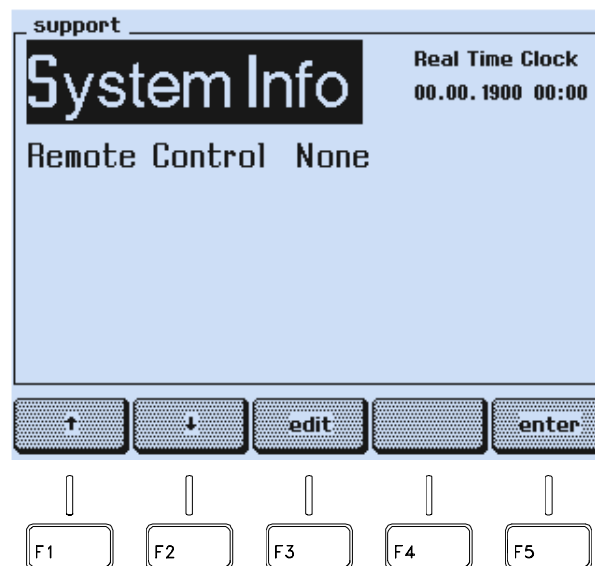 support
System Info
Real Time Clock
00.00.1900 00:00
Remote Control None
↑ ↓ edit enter
F1 F2 F3 F4 F5